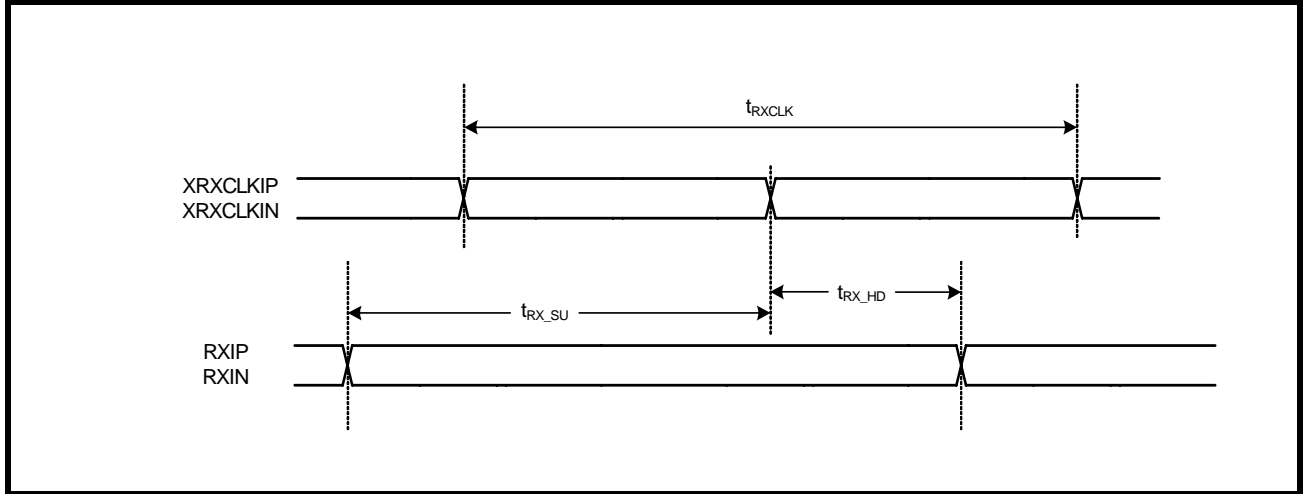 tRXCLK
XRXCLKIP
XRXCLKIN
tRX_HD
tRX_SU
RXIP
RXIN